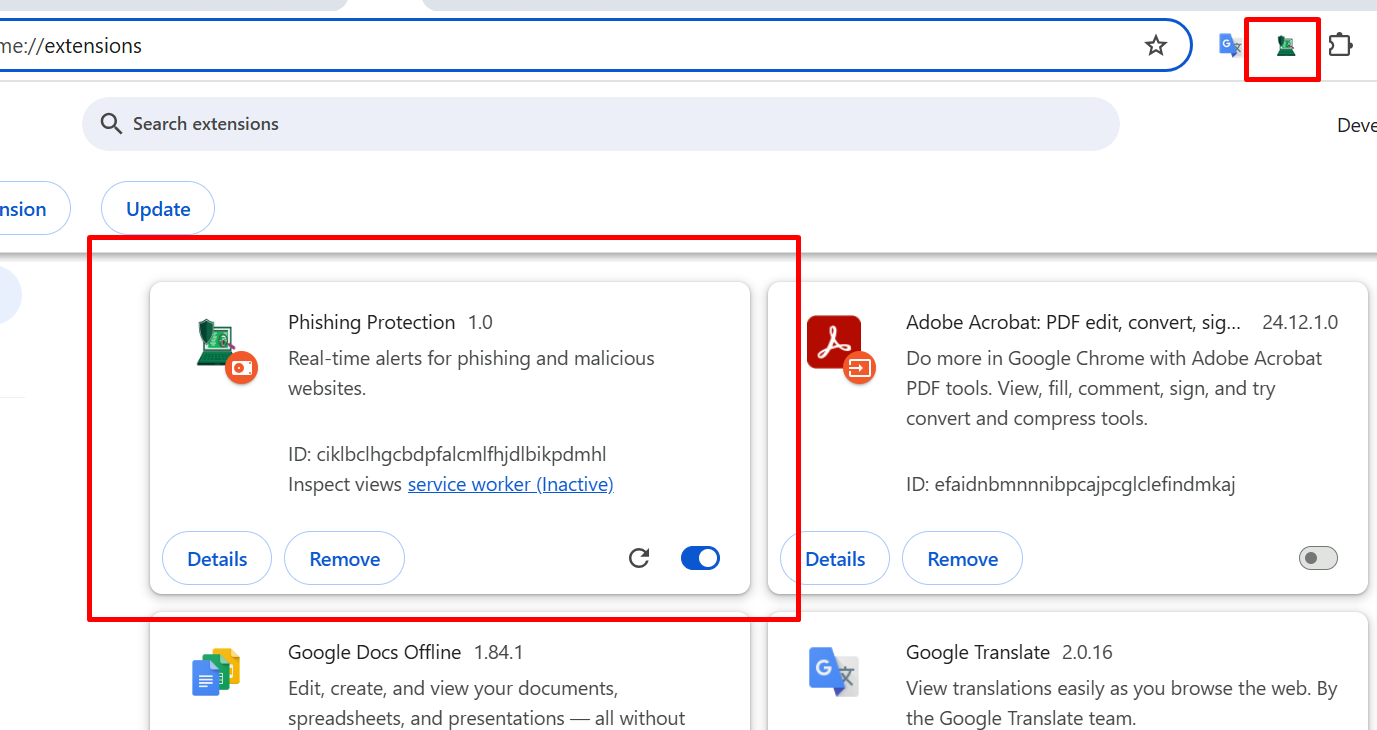 me://extensions
Search extensions
Deve
nsion
Update
Phishing Protection 1.0
Real-time alerts for phishing and malicious
websites.
ID: ciklbclhgcbdpfalcmlfhjdlbikpdmhl
Inspect views service worker (Inactive)
Details
Remove
Adobe Acrobat: PDF edit, convert, sig... 24.12.1.0
Do more in Google Chrome with Adobe Acrobat
PDF tools. View, fill, comment, sign, and try
convert and compress tools.
ID: efaidnbmnnnibpcajpcglclefindmkaj
Details
Remove
Google Docs Offline 1.84.1
Edit, create, and view your documents,
spreadsheets, and presentations — all without
Google Translate 2.0.16
View translations easily as you browse the web. By
the Google Translate team.